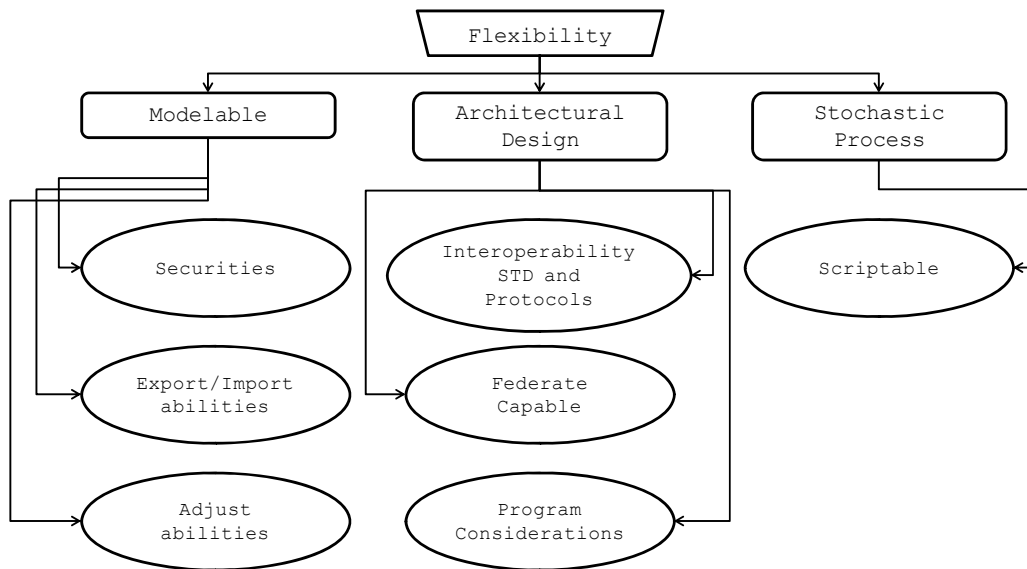 Flexibility
Modelable
Architectural
Design
Stochastic
Process
Securities
Interoperability
STD and
Protocols
Scriptable
Export/Import
abilities
Federate
Capable
Adjust
abilities
Program
Considerations